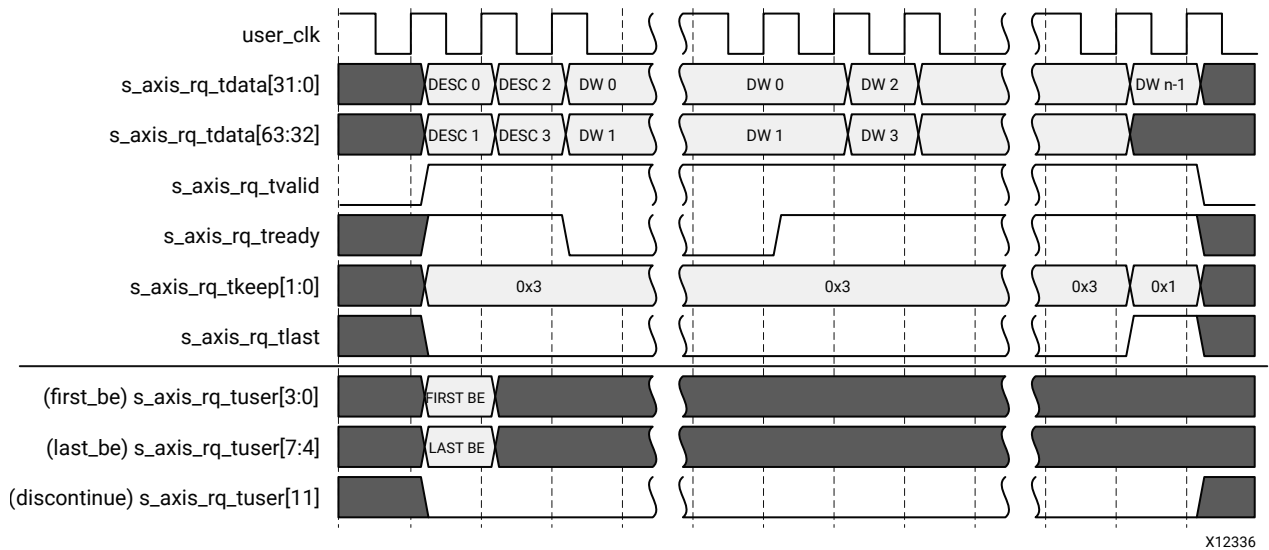 user_clk
s_axis_rq_tdata[31:0] DESC 0 DESC 2 DW 0 DW 0 DW 2 DW n-1
s_axis_rq_tdata[63:32] DESC 1 DESC 3 DW 1 DW 1 DW 3
s_axis_rq_tvalid
s_axis_rq_tready
s_axis_rq_tkeep[1:0] 0x3 0x3 0x3 0x1
s_axis_rq_tlast
(first_be) s_axis_rq_tuser[3:0] FIRST BE
(last_be) s_axis_rq_tuser[7:4] LAST BE
(discontinue) s_axis_rq_tuser[11]
X12336